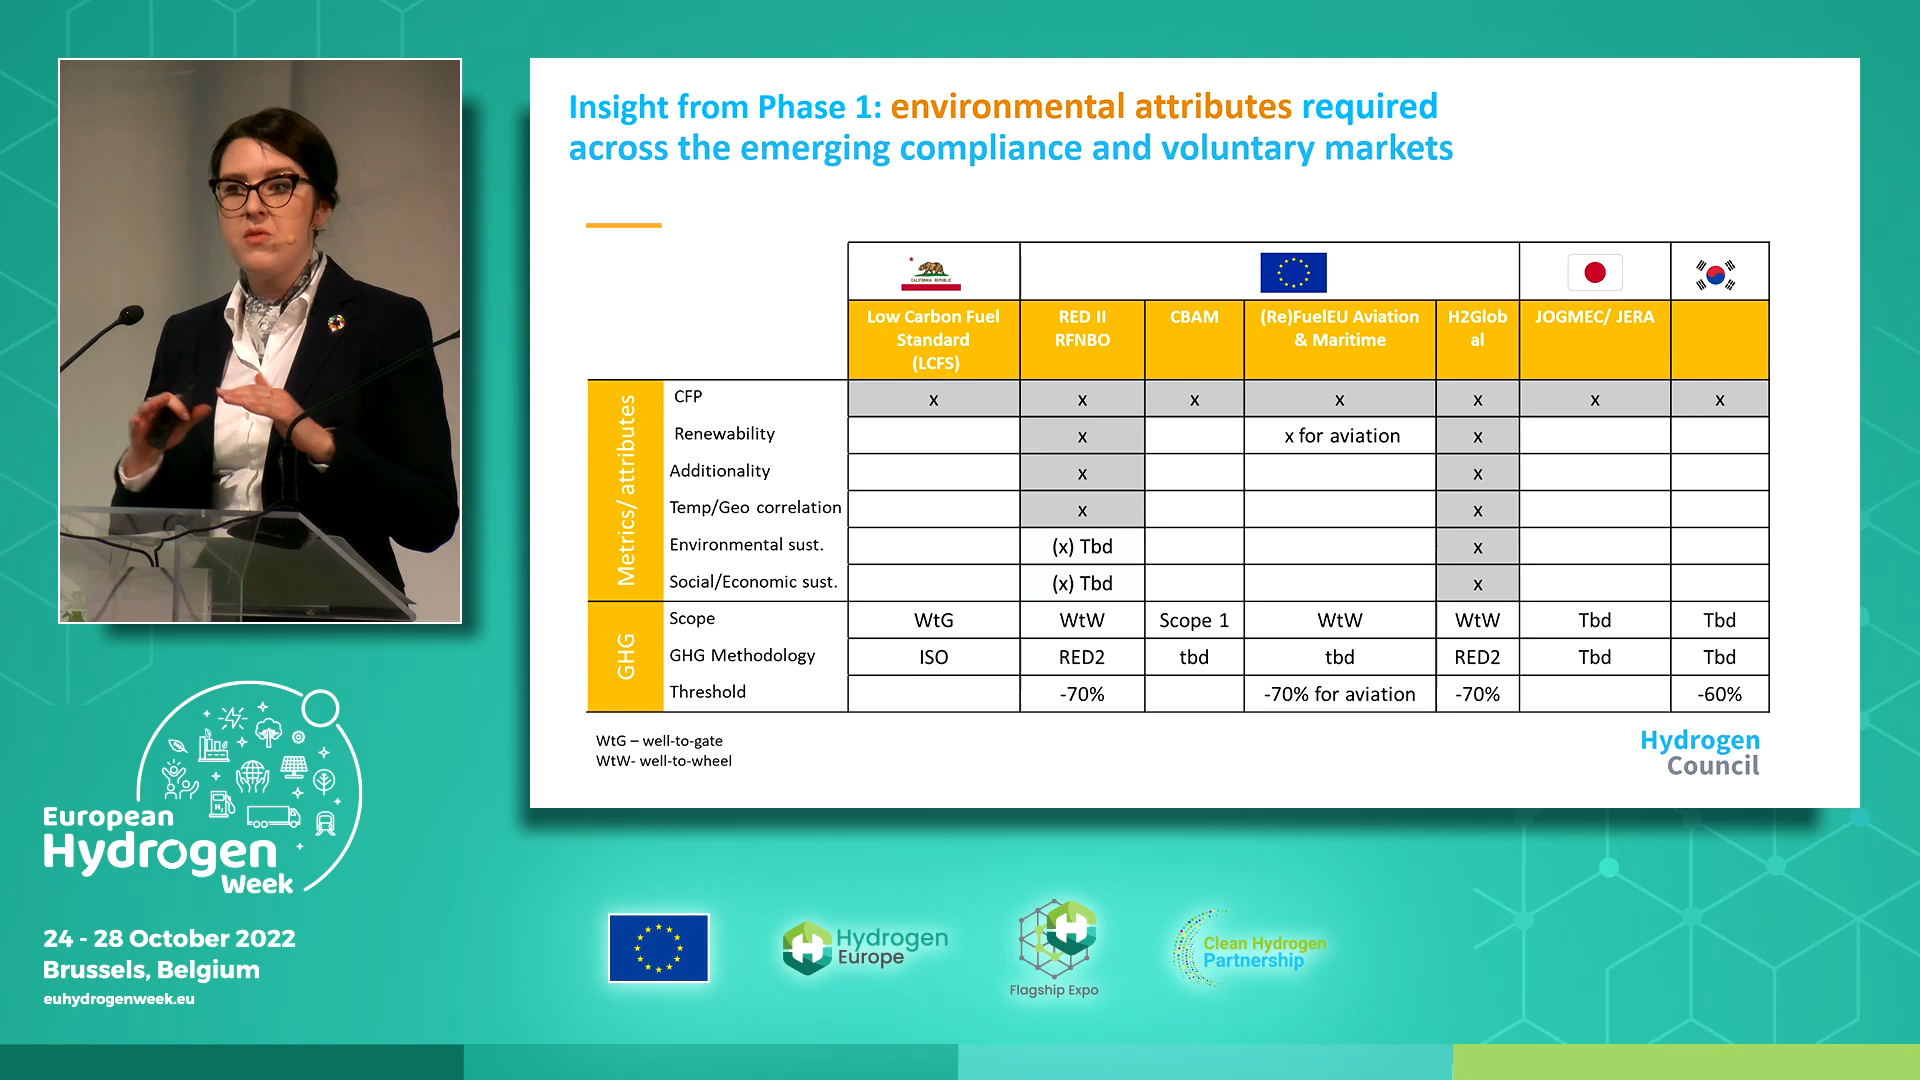 Insight from Phase 1: environmental attributes required
across the emerging compliance and voluntary markets
CALIFORNIA REPUBLIC
Low Carbon Fuel
Standard
(LCFS)
RED II
RFNBO
CBAM
(Re)FuelEU Aviation
& Maritime
H2Glob
al
JOGMEC/ JERA
Metrics/ attributes
CFP x x x x x x x
Renewability x x for aviation x
Additionality x x
Temp/Geo correlation x x
Environmental sust. (x) Tbd x
Social/Economic sust. (x) Tbd x
GHG
Scope WtG WtW Scope 1 WtW WtW Tbd Tbd
GHG Methodology ISO RED2 tbd tbd RED2 Tbd Tbd
Threshold -70% -70% for aviation -70% -60%
WtG – well-to-gate
WtW- well-to-wheel
Hydrogen
Council
H2
European
Hydrogen
Week
24 - 28 October 2022
Brussels, Belgium
euhydrogenweek.eu
Hydrogen
Europe
Flagship Expo
Clean Hydrogen
Partnership